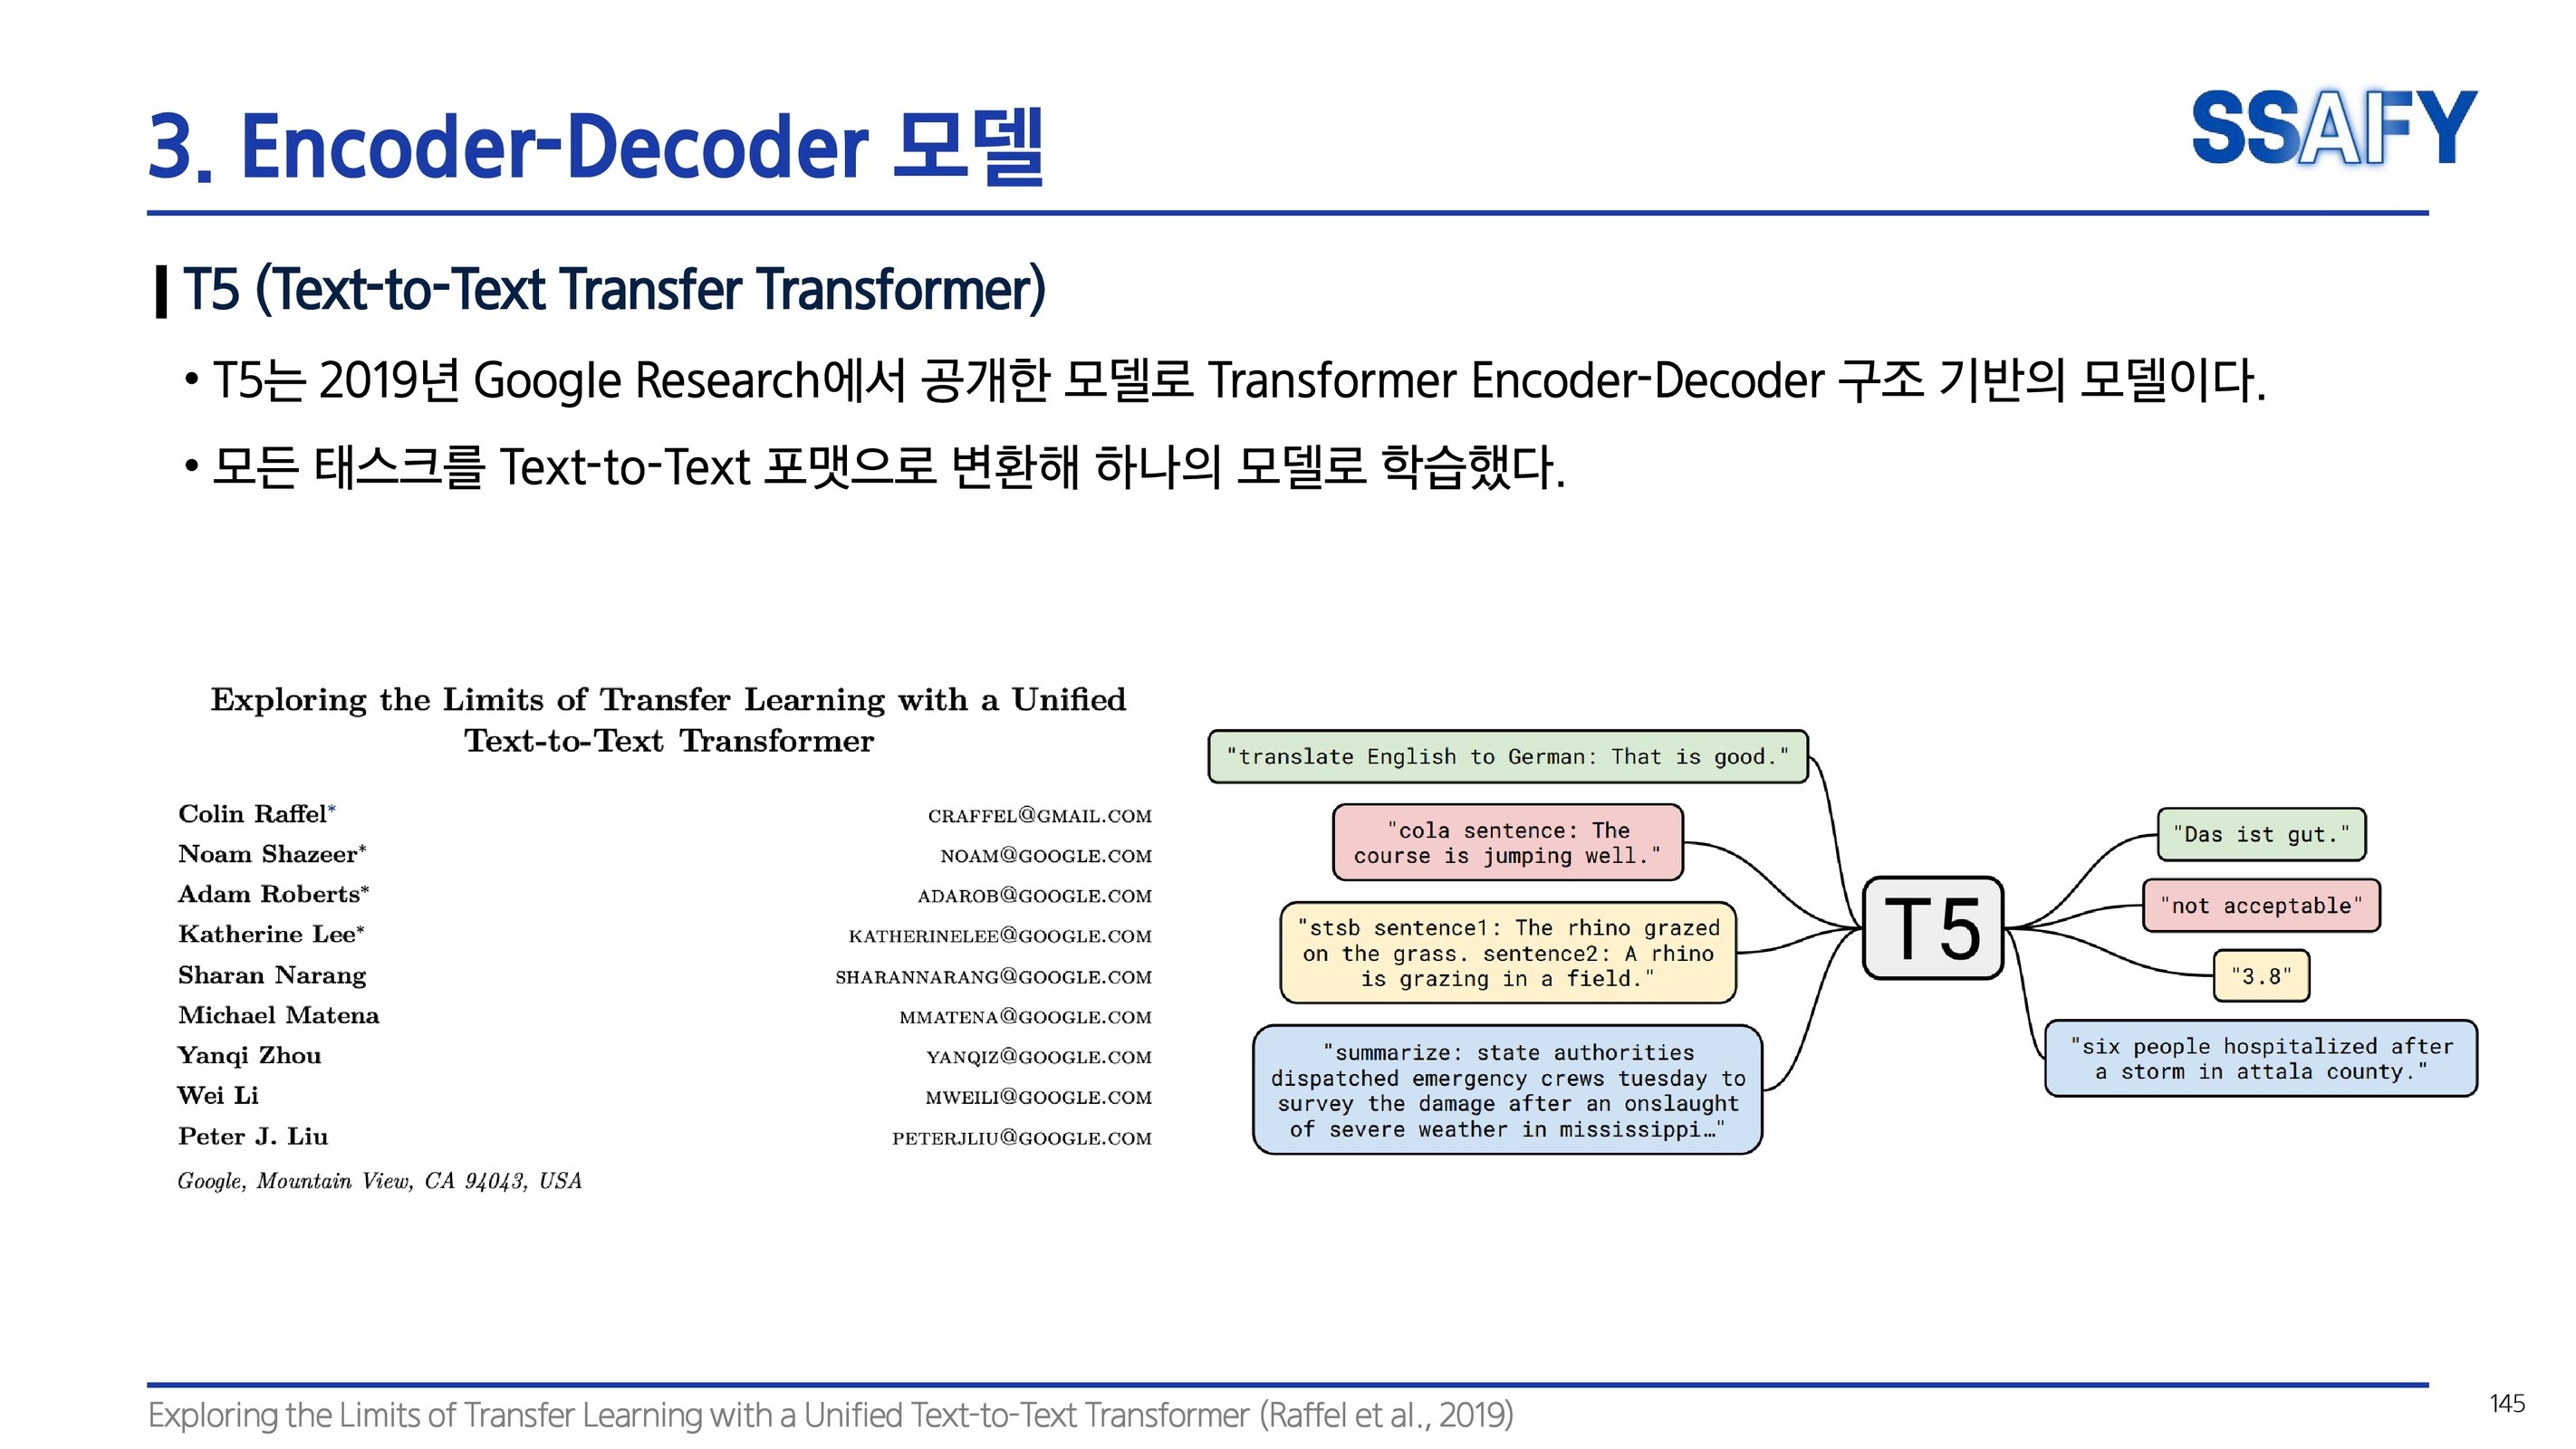 3. Encoder-Decoder 모델
SSAFY
T5 (Text-to-Text Transfer Transformer)
• T5는 2019년 Google Research에서 공개한 모델로 Transformer Encoder-Decoder 구조 기반의 모델이다.
• 모든 태스크를 Text-to-Text 포맷으로 변환해 하나의 모델로 학습했다.
Exploring the Limits of Transfer Learning with a Unified
Text-to-Text Transformer
Colin Raffel* CRAFFEL@GMAIL.COM
Noam Shazeer* NOAM@GOOGLE.COM
Adam Roberts* ADAROB@GOOGLE.COM
Katherine Lee* KATHERINELEE@GOOGLE.COM
Sharan Narang SHARANNARANG@GOOGLE.COM
Michael Matena MMATENA@GOOGLE.COM
Yanqi Zhou YANQIZ@GOOGLE.COM
Wei Li MWEILI@GOOGLE.COM
Peter J. Liu PETERJLIU@GOOGLE.COM
Google, Mountain View, CA 94043, USA
"translate English to German: That is good."
"cola sentence: The
course is jumping well."
"stsb sentence1: The rhino grazed
on the grass. sentence2: A rhino
is grazing in a field."
"summarize: state authorities
dispatched emergency crews tuesday to
survey the damage after an onslaught
of severe weather in mississippi…"
T5
"Das ist gut."
"not acceptable"
"3.8"
"six people hospitalized after
a storm in attala county."
Exploring the Limits of Transfer Learning with a Unified Text-to-Text Transformer (Raffel et al., 2019)
145